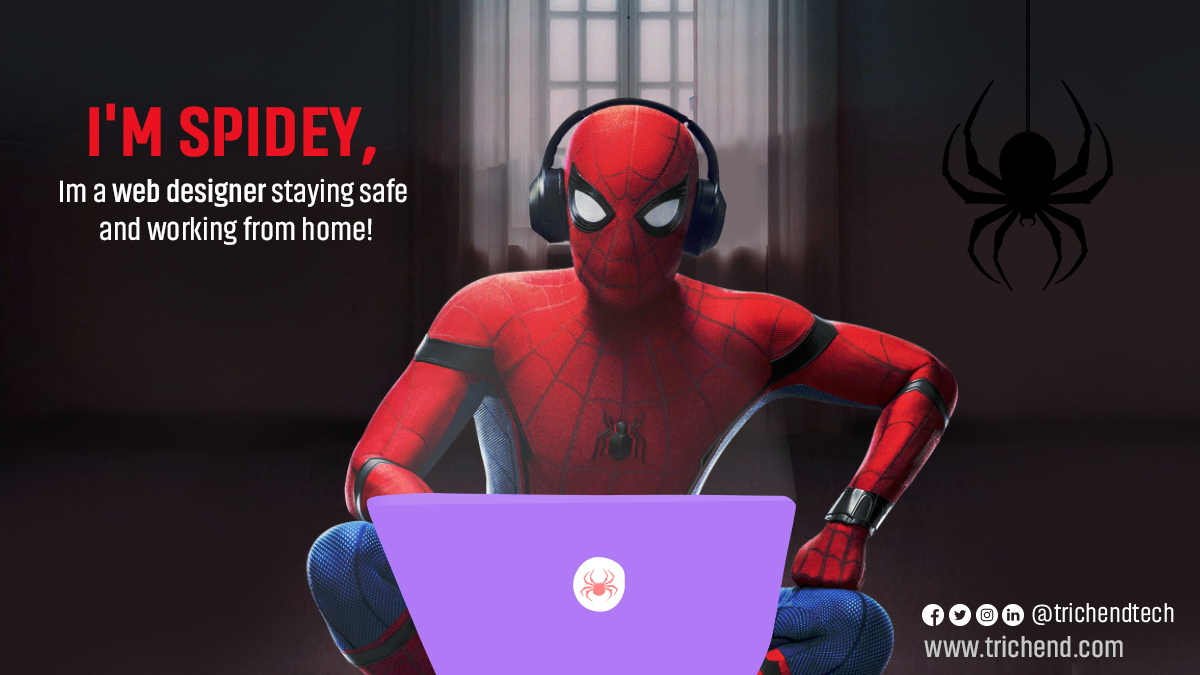 I'M SPIDEY,
Im a web designer staying safe
and working from home!
@trichendtech
www.trichend.com